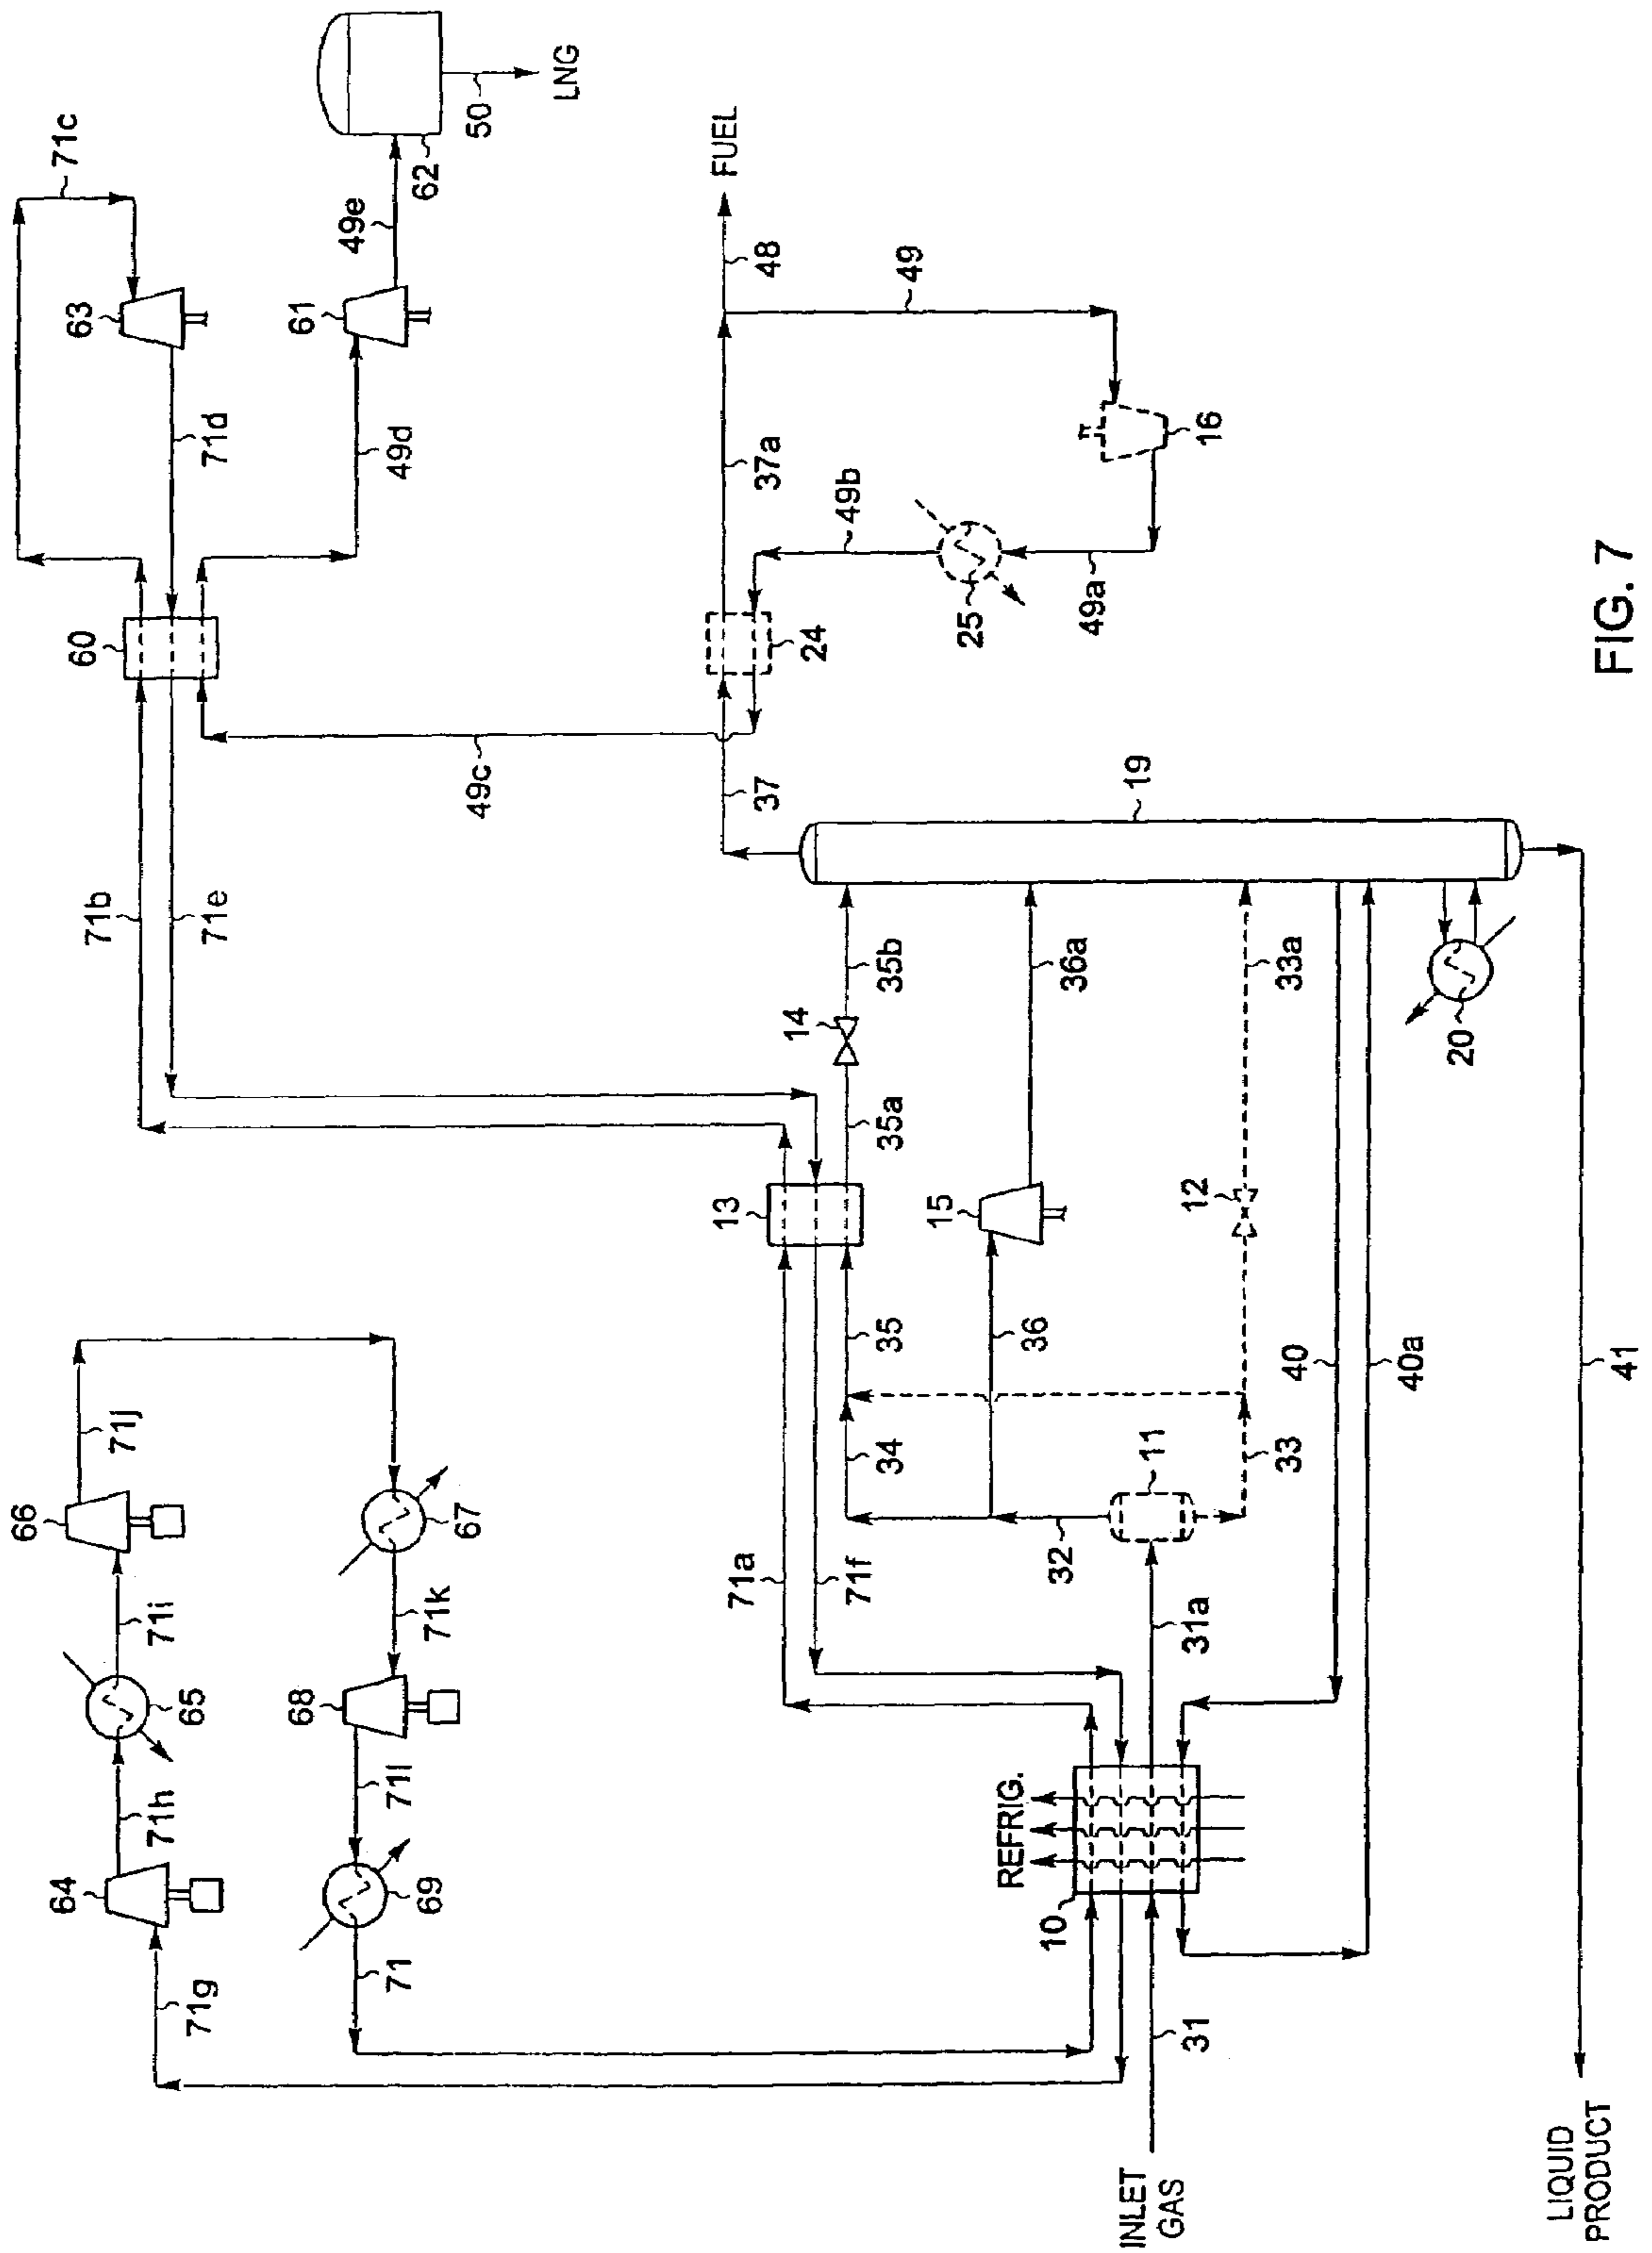 66
64
71c
63
60
71b
71j
71h
71i
65
71g
71e
71d
68
61
49e
71l
71
49d
69
71k
62
67
50
49c
LNG
FUEL
13
71a
37
37a
48
14
24
49b
71f
34
35
35a
35b
49
15
25
REFRIG.
36
10
32
36a
49a
INLET
GAS
19
11
12
31
31a
16
33
33a
40
40a
20
LIQUID
PRODUCT
41
FIG. 7